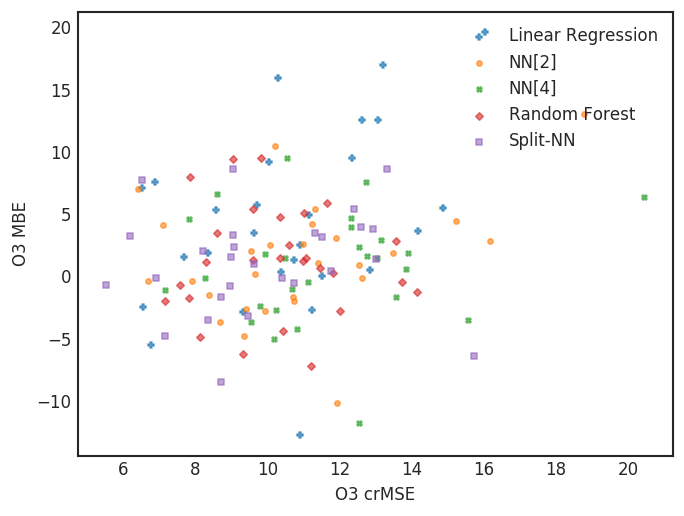 20
15
10
5
0
−5
−10
O3 MBE
Linear Regression
NN[2]
NN[4]
Random Forest
Split-NN
6 8 10 12 14 16 18 20
O3 crMSE